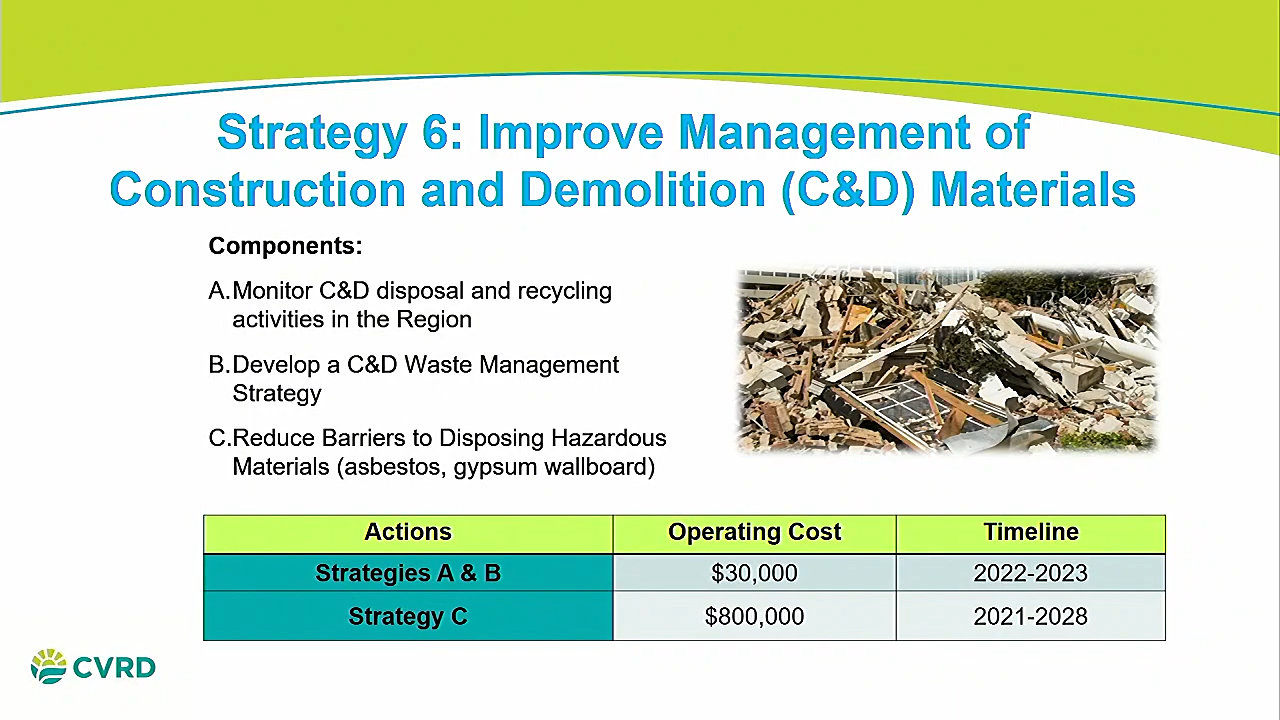 Strategy 6: Improve Management of
Construction and Demolition (C&D) Materials
Components:
A.Monitor C&D disposal and recycling
activities in the Region
B.Develop a C&D Waste Management
Strategy
C.Reduce Barriers to Disposing Hazardous
Materials (asbestos, gypsum wallboard)
Actions Operating Cost Timeline
Strategies A & B $30,000 2022-2023
Strategy C $800,000 2021-2028
CVRD